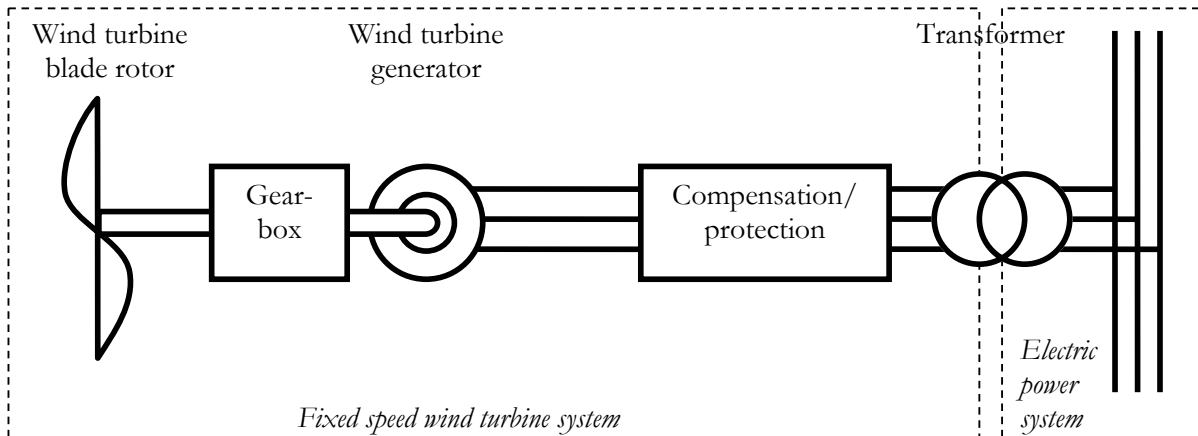 Wind turbine
blade rotor
Wind turbine
generator
Transformer
Gear-
box
Compensation/
protection
Electric
power
system
Fixed speed wind turbine system